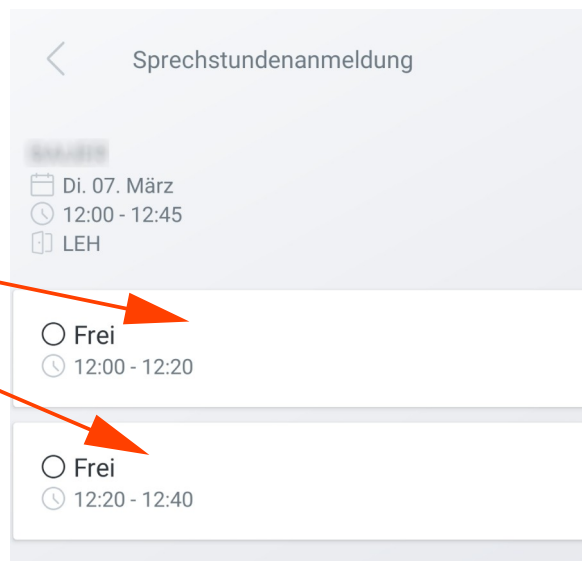 Sprechstundenanmeldung
Di. 07. März
12:00 - 12:45
LEH
Frei
12:00 - 12:20
Frei
12:20 - 12:40